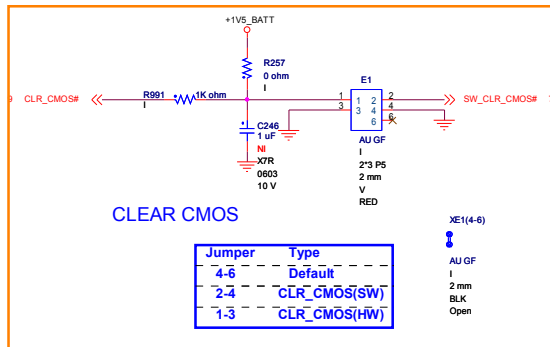 +1V5_BATT
R257
0 ohm
I
9 CLR_CMOS#
R991
I
1K ohm
E1
1 1 2 2
3 3 4 4
6 6
SW_CLR_CMOS#
C246
1 uF
NI
X7R
0603
10 V
AU GF
I
2*3 P5
2 mm
V
RED
CLEAR CMOS
XE1(4-6)
AU GF
I
2 mm
BLK
Open
Jumper Type
4-6 Default
2-4 CLR_CMOS(SW)
1-3 CLR_CMOS(HW)